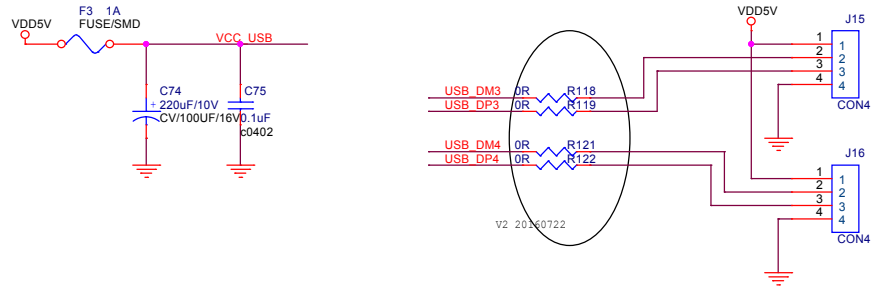 F3 1A
FUSE/SMD
VDD5V
VCC_USB
C74
220uF/10V
CV/100UF/16V
C75
0.1uF
c0402
+
VDD5V
J15
1 1
2 2
3 3
4 4
CON4
USB_DM3 0R R118
USB_DP3 0R R119
USB_DM4 0R R121
USB_DP4 0R R122
V2 20160722
J16
1 1
2 2
3 3
4 4
CON4